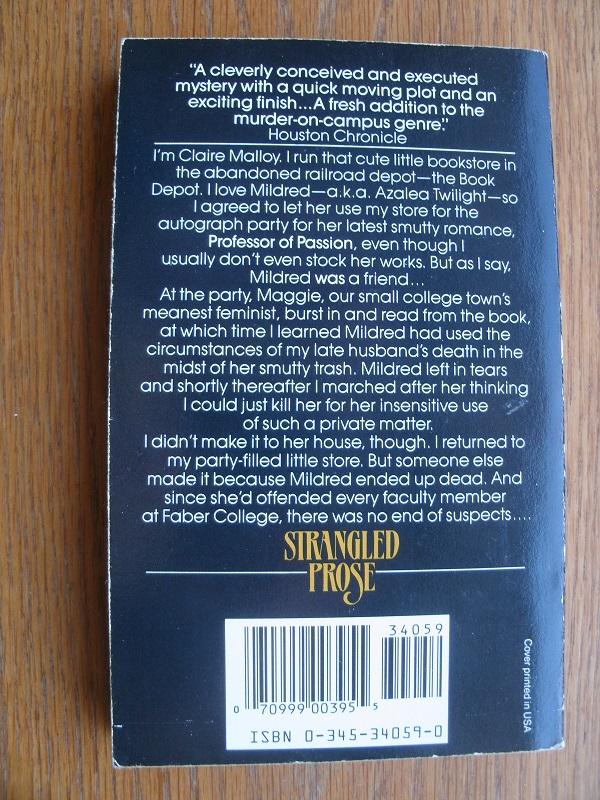 "A cleverly conceived and executed
mystery with a quick moving plot and an
exciting finish...A fresh addition to the
murder-on-campus genre."
Houston Chronicle
I'm Claire Malloy. I run that cute little bookstore in
the abandoned railroad depot—the Book
Depot. I love Mildred—a.k.a. Azalea Twilight—so
I agreed to let her use my store for the
autograph party for her latest smutty romance,
Professor of Passion, even though I
usually don't even stock her works. But as I say,
Mildred was a friend...
At the party, Maggie, our small college town's
meanest feminist, burst in and read from the book,
at which time I learned Mildred had used the
circumstances of my late husband's death in the
midst of her smutty trash. Mildred left in tears
and shortly thereafter I marched after her thinking
I could just kill her for her insensitive use
of such a private matter.
I didn't make it to her house, though. I returned to
my party-filled little store. But someone else
made it because Mildred ended up dead. And
since she'd offended every faculty member
at Faber College, there was no end of suspects....
STRANGLED
PROSE
34059
0 70999 00395 5
ISBN 0-345-34059-0
Cover printed in USA